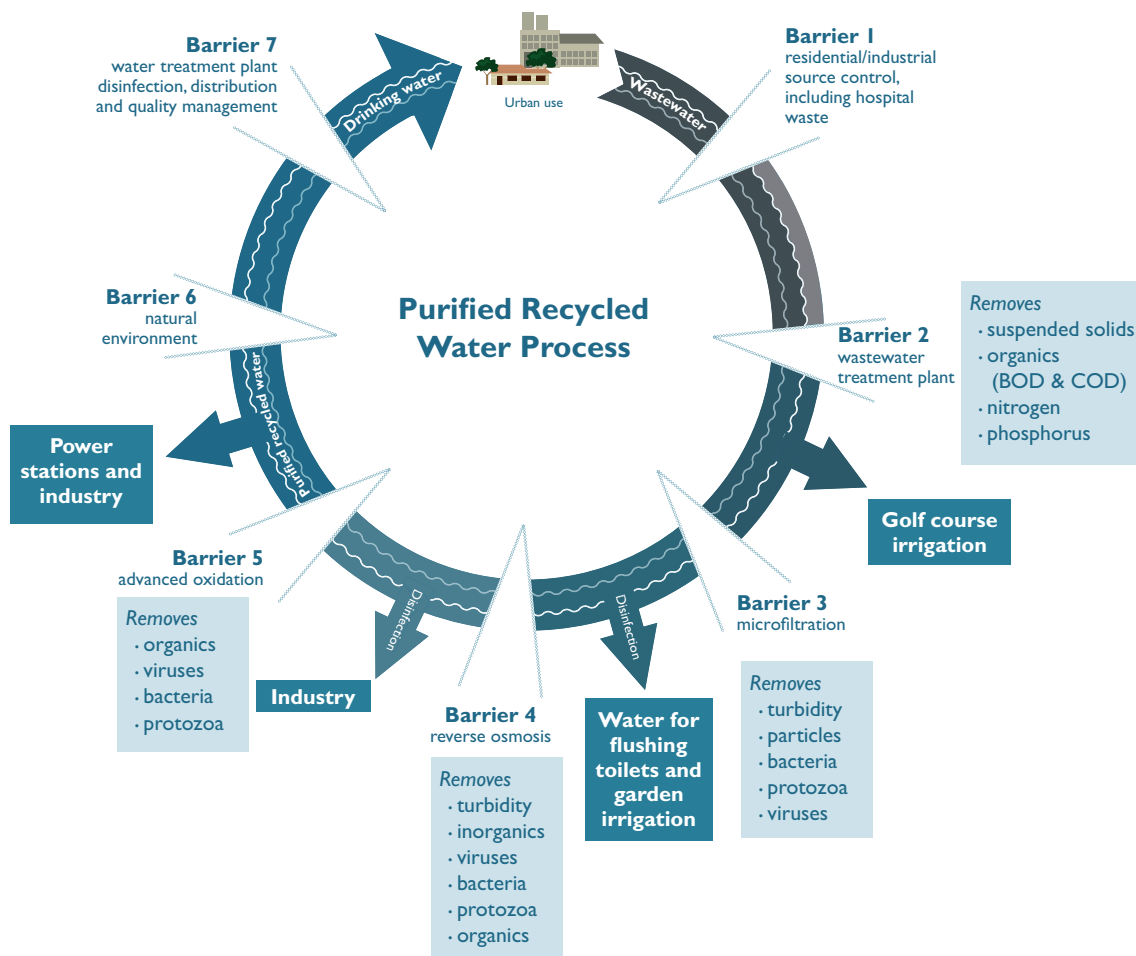 Urban use
Wastewater
Barrier 1
residential/industrial
source control,
including hospital
waste
Barrier 2
wastewater
treatment plant
Removes
· suspended solids
· organics
(BOD & COD)
· nitrogen
· phosphorus
Golf course
irrigation
Barrier 3
microfiltration
Removes
· turbidity
· particles
· bacteria
· protozoa
· viruses
Disinfection
Water for
flushing
toilets and
garden
irrigation
Barrier 4
reverse osmosis
Removes
· turbidity
· inorganics
· viruses
· bacteria
· protozoa
· organics
Disinfection
Industry
Barrier 5
advanced oxidation
Removes
· organics
· viruses
· bacteria
· protozoa
Purified recycled water
Power
stations and
industry
Barrier 6
natural
environment
Barrier 7
water treatment plant
disinfection, distribution
and quality management
Drinking water
Purified Recycled
Water Process